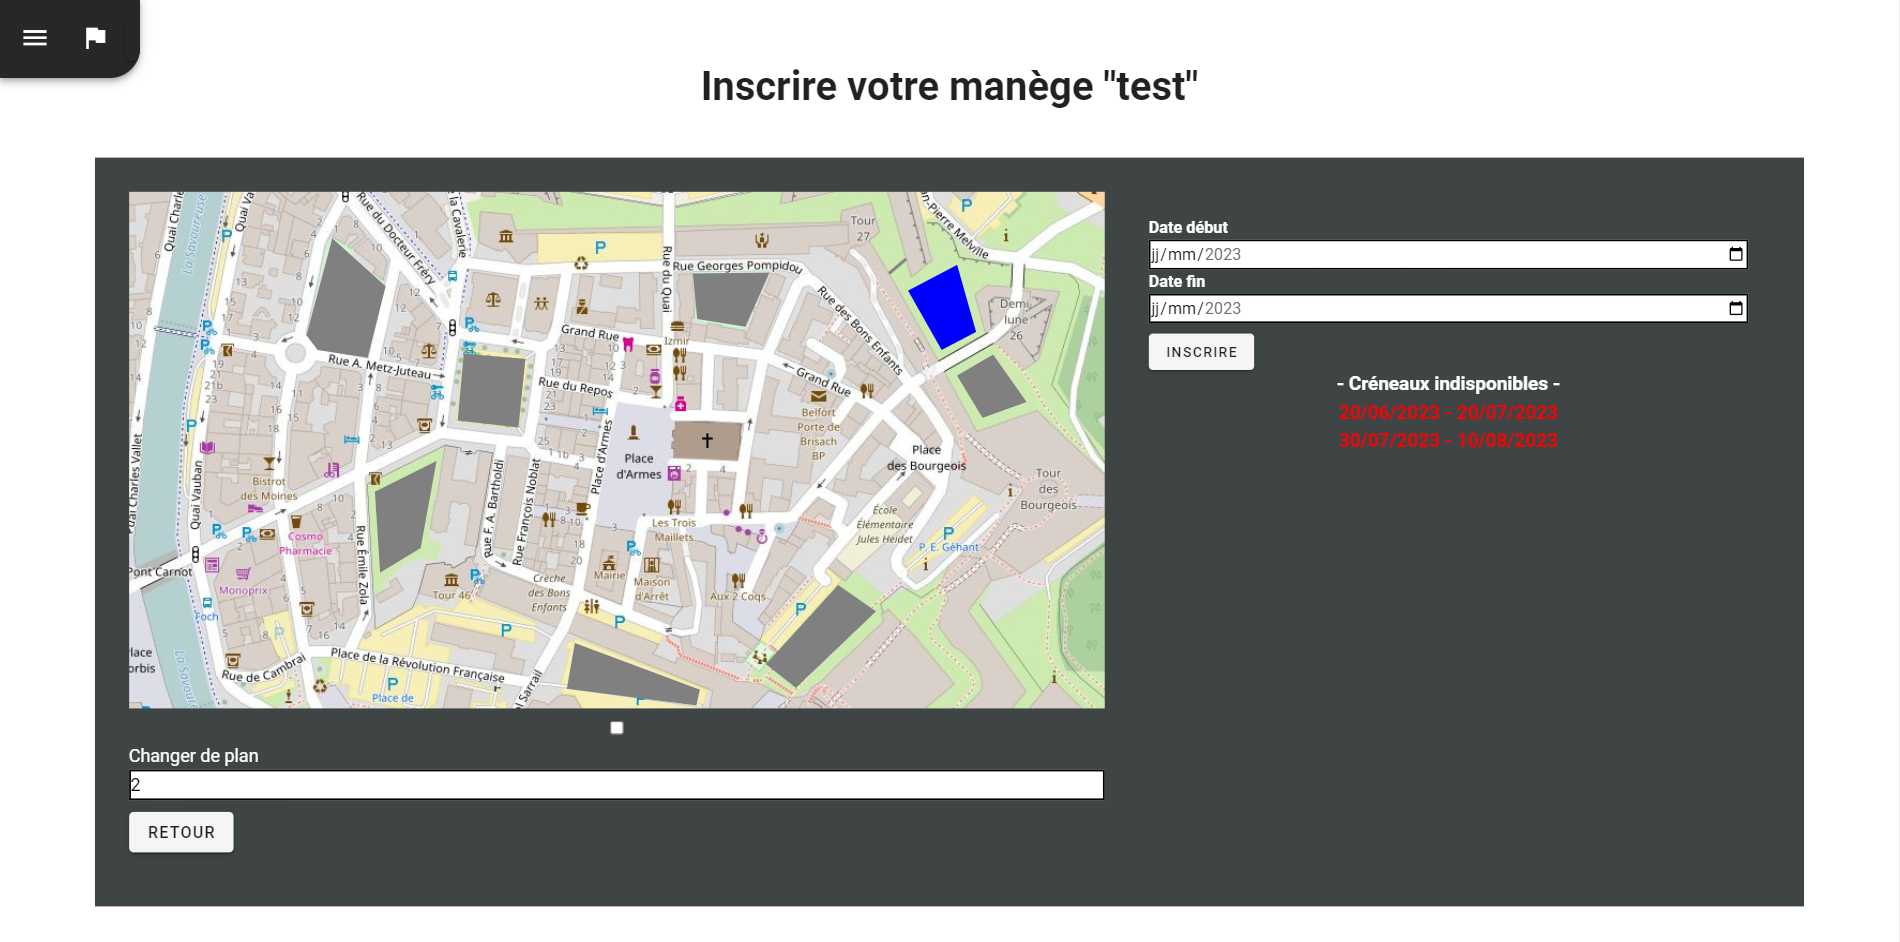 Inscrire votre manège "test"
Quai Charles
La Savoureuse
Rue du Docteur Fréry
la Cavalerie
Rue du Quai
Rue Georges Pompidou
Tour
27
an-Pierre Melville
Rue des Bons Enfants
Demi
lune
26
Grand Rue
Izmir
Rue A. Metz-Juteau
Rue du Repos
Grand Rue
Belfort
Porte de
Brisach
BP
Place
d'Armes
Place d'Armes
Place
des Bourgeois
Tour
des
Bourgeois
Quai Charles Vallet
Quai Vauban
Bistrot
des Moines
Rue F. A. Bartholdi
Rue François Noblat
Les Trois
Maillets
École
Élémentaire
Jules Heidet
P. E. Géhant
Cosmo
Pharmacie
Rue Émile Zola
Pont Carnot
Monoprix
Foch
Tour 46
Crèche
des Bons
Enfants
Mairie
Maison
d'Arrêt
Aux 2 Coqs
lace
orbis
La Savoure
Rue de Cambrai
Place de la Révolution Française
Place de
l Sarrail
Date début
jj/mm/2023
Date fin
jj/mm/2023
INSCRIRE
- Créneaux indisponibles -
20/06/2023 - 20/07/2023
30/07/2023 - 10/08/2023
Changer de plan
2
RETOUR